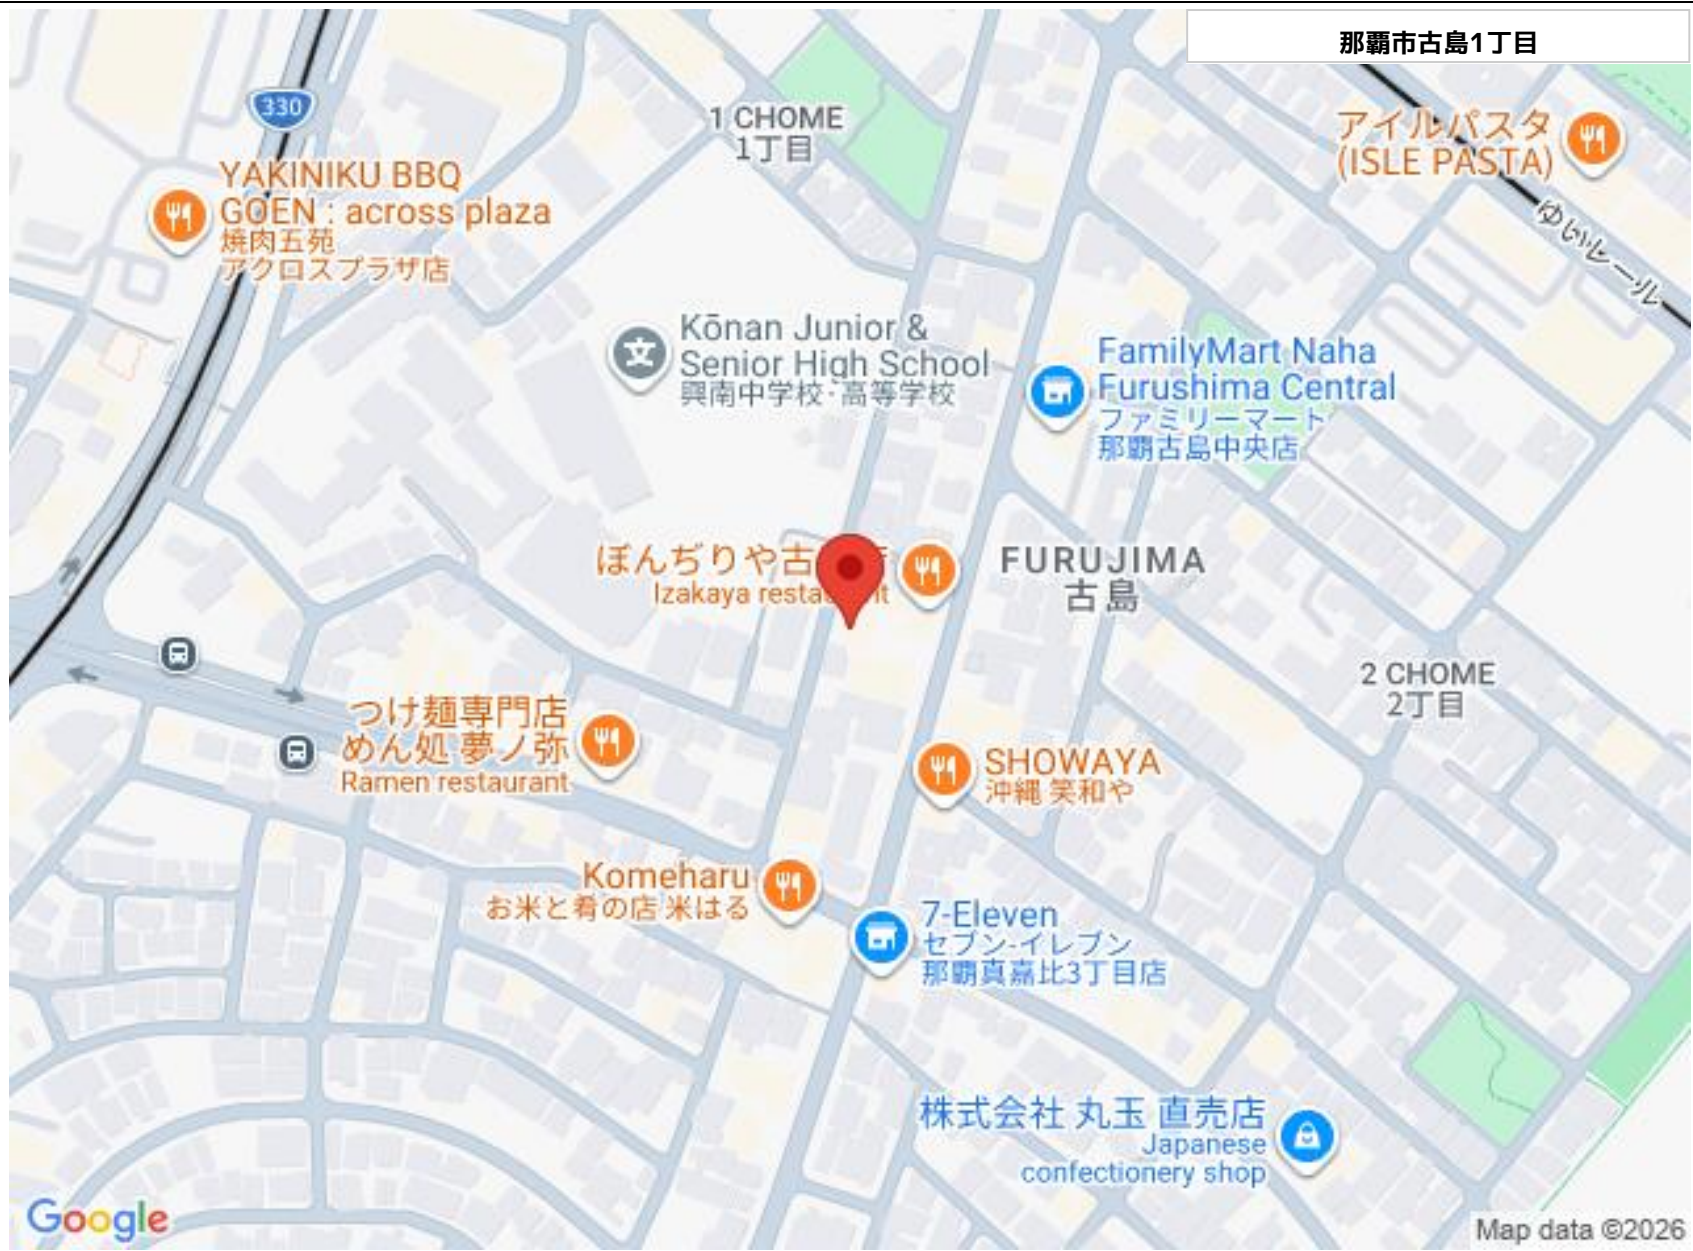 那覇市古島1丁目
330
1 CHOME
1丁目
アイルパスタ
(ISLE PASTA)
YAKINIKU BBQ
GOEN : across plaza
焼肉五苑
アクロスプラザ店
ゆいレール
Kōnan Junior &
Senior High School
興南中学校・高等学校
FamilyMart Naha
Furushima Central
ファミリーマート
那覇古島中央店
ぼんぢりや古
Izakaya
FURUJIMA
古島
2 CHOME
2丁目
つけ麺専門店
めん処 夢ノ弥
Ramen restaurant
SHOWAYA
沖縄 笑和や
Komeharu
お米と肴の店 米はる
7-Eleven
セブン-イレブン
那覇真嘉比3丁目店
株式会社 丸玉 直売店
Japanese
confectionery shop
Google
Map data ©2026